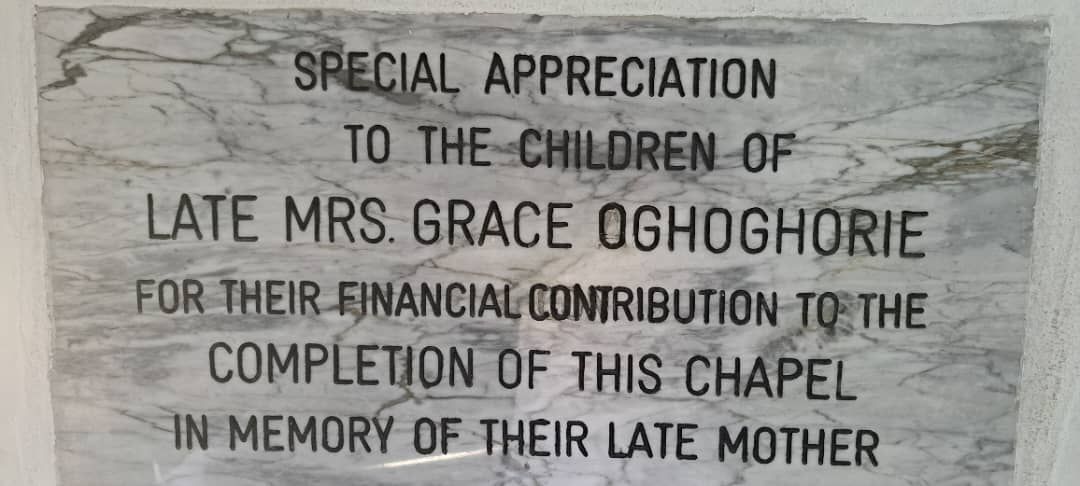 SPECIAL APPRECIATION
TO THE CHILDREN OF
LATE MRS. GRACE OGHOGHORIE
FOR THEIR FINANCIAL CONTRIBUTION TO THE
COMPLETION OF THIS CHAPEL
IN MEMORY OF THEIR LATE MOTHER